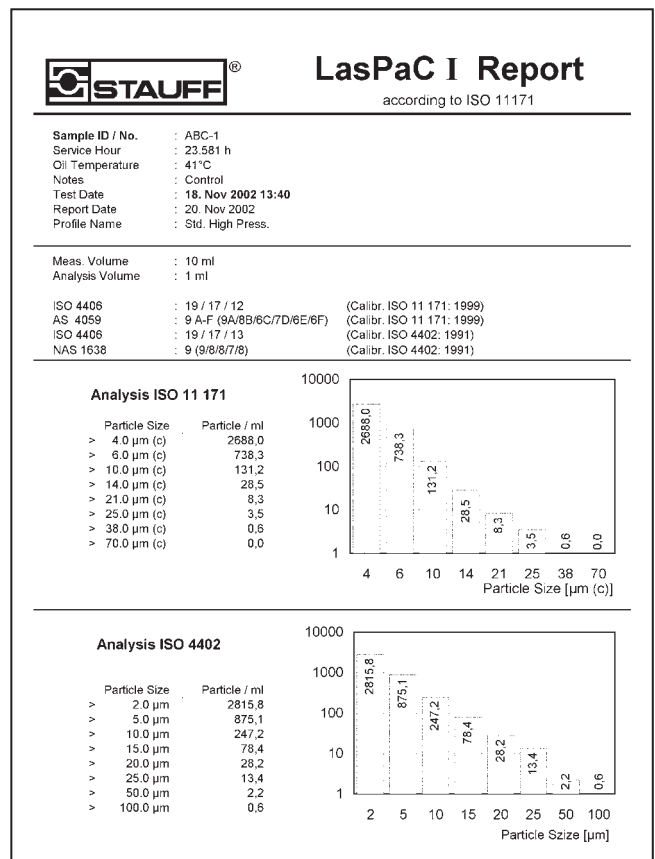 STAUFF®
LasPaC I Report
according to ISO 11171
Sample ID / No. : ABC-1
Service Hour : 23.581 h
Oil Temperature : 41°C
Notes : Control
Test Date : 18. Nov 2002 13:40
Report Date : 20. Nov 2002
Profile Name : Std. High Press.
Meas. Volume : 10 ml
Analysis Volume : 1 ml
ISO 4406 : 19 / 17 / 12 (Calibr. ISO 11 171: 1999)
AS 4059 : 9 A-F (9A/8B/6C/7D/6E/6F) (Calibr. ISO 11 171: 1999)
ISO 4406 : 19 / 17 / 13 (Calibr. ISO 4402: 1991)
NAS 1638 : 9 (9/8/8/7/8) (Calibr. ISO 4402: 1991)
Analysis ISO 11 171
Particle Size Particle / ml
> 4.0 µm (c) 2688,0
> 6.0 µm (c) 738,3
> 10.0 µm (c) 131,2
> 14.0 µm (c) 28,5
> 21.0 µm (c) 8,3
> 25.0 µm (c) 3,5
> 38.0 µm (c) 0,6
> 70.0 µm (c) 0,0
10000
1000
100
10
1
2688,0
738,3
131,2
28,5
8,3
3,5
0,6
0,0
4 6 10 14 21 25 38 70
Particle Size [µm (c)]
Analysis ISO 4402
Particle Size Particle / ml
> 2.0 µm 2815,8
> 5.0 µm 875,1
> 10.0 µm 247,2
> 15.0 µm 78,4
> 20.0 µm 28,2
> 25.0 µm 13,4
> 50.0 µm 2,2
> 100.0 µm 0,6
10000
1000
100
10
1
2815,8
875,1
247,2
78,4
28,2
13,4
2,2
0,6
2 5 10 15 20 25 50 100
Particle Szize [µm]